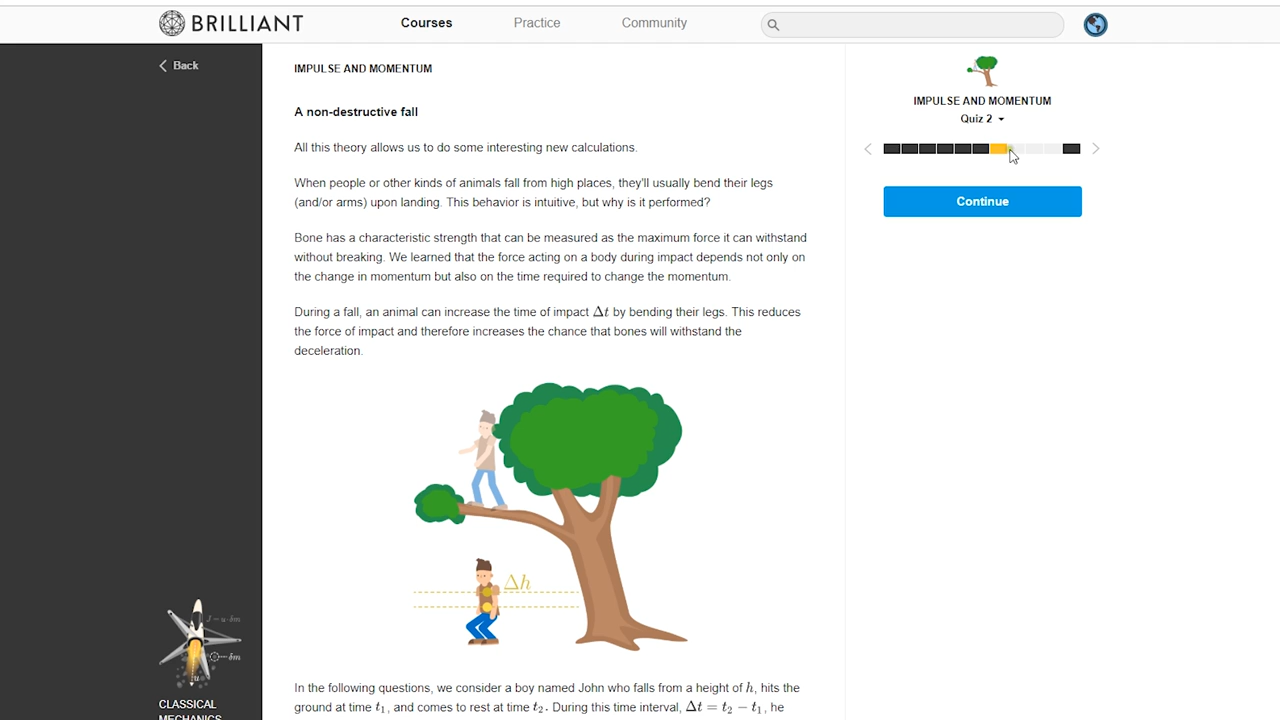 BRILLIANT
Courses
Practice
Community
Back
IMPULSE AND MOMENTUM
A non-destructive fall
All this theory allows us to do some interesting new calculations.
When people or other kinds of animals fall from high places, they'll usually bend their legs
(and/or arms) upon landing. This behavior is intuitive, but why is it performed?
Bone has a characteristic strength that can be measured as the maximum force it can withstand
without breaking. We learned that the force acting on a body during impact depends not only on
the change in momentum but also on the time required to change the momentum.
During a fall, an animal can increase the time of impact Δt by bending their legs. This reduces
the force of impact and therefore increases the chance that bones will withstand the
deceleration.
Δh
In the following questions, we consider a boy named John who falls from a height of h, hits the
ground at time t₁, and comes to rest at time t₂. During this time interval, Δt = t₂ − t₁, he
IMPULSE AND MOMENTUM
Quiz 2
Continue
J = u · δm
δm
u
CLASSICAL
MECHANICS